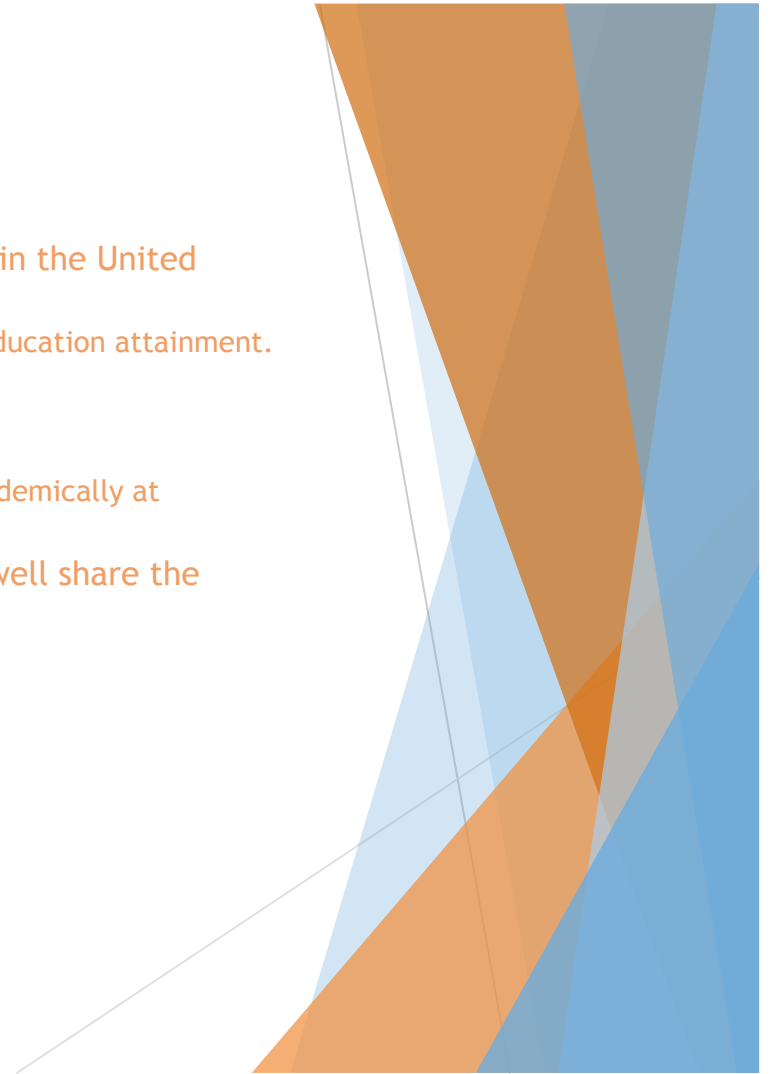 in the United
ducation attainment.
demically at
well share the